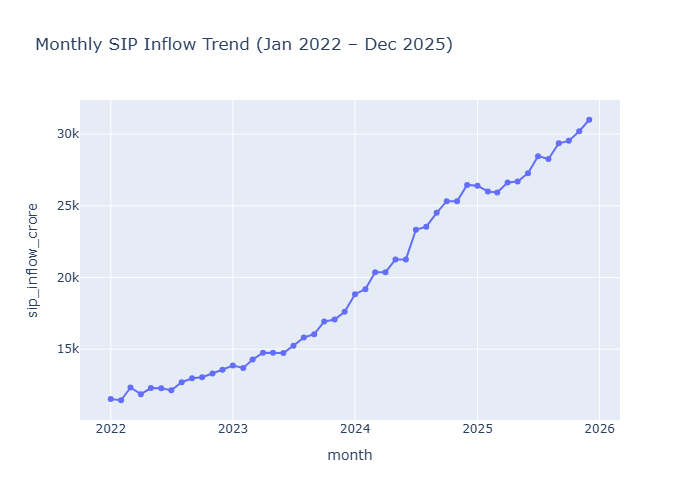 Monthly SIP Inflow Trend (Jan 2022 – Dec 2025)
30k
25k
20k
15k
sip_inflow_crore
2022 2023 2024 2025 2026
month